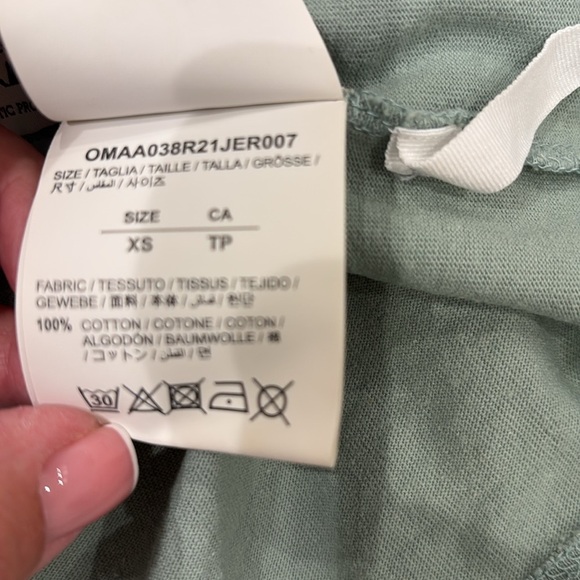 OMAA038R21JER007
SIZE / TAGLIA / TAILLE / TALLA / GRÖSSE /
尺寸 / المقاس / 사이즈
SIZE CA
XS TP
FABRIC / TESSUTO / TISSUS / TEJIDO /
GEWEBE / 面料 / 本体 / قماش / 원단
100% COTTON / COTONE / COTON /
ALGODÓN / BAUMWOLLE / 棉
/ コットン / القطن / 면
30